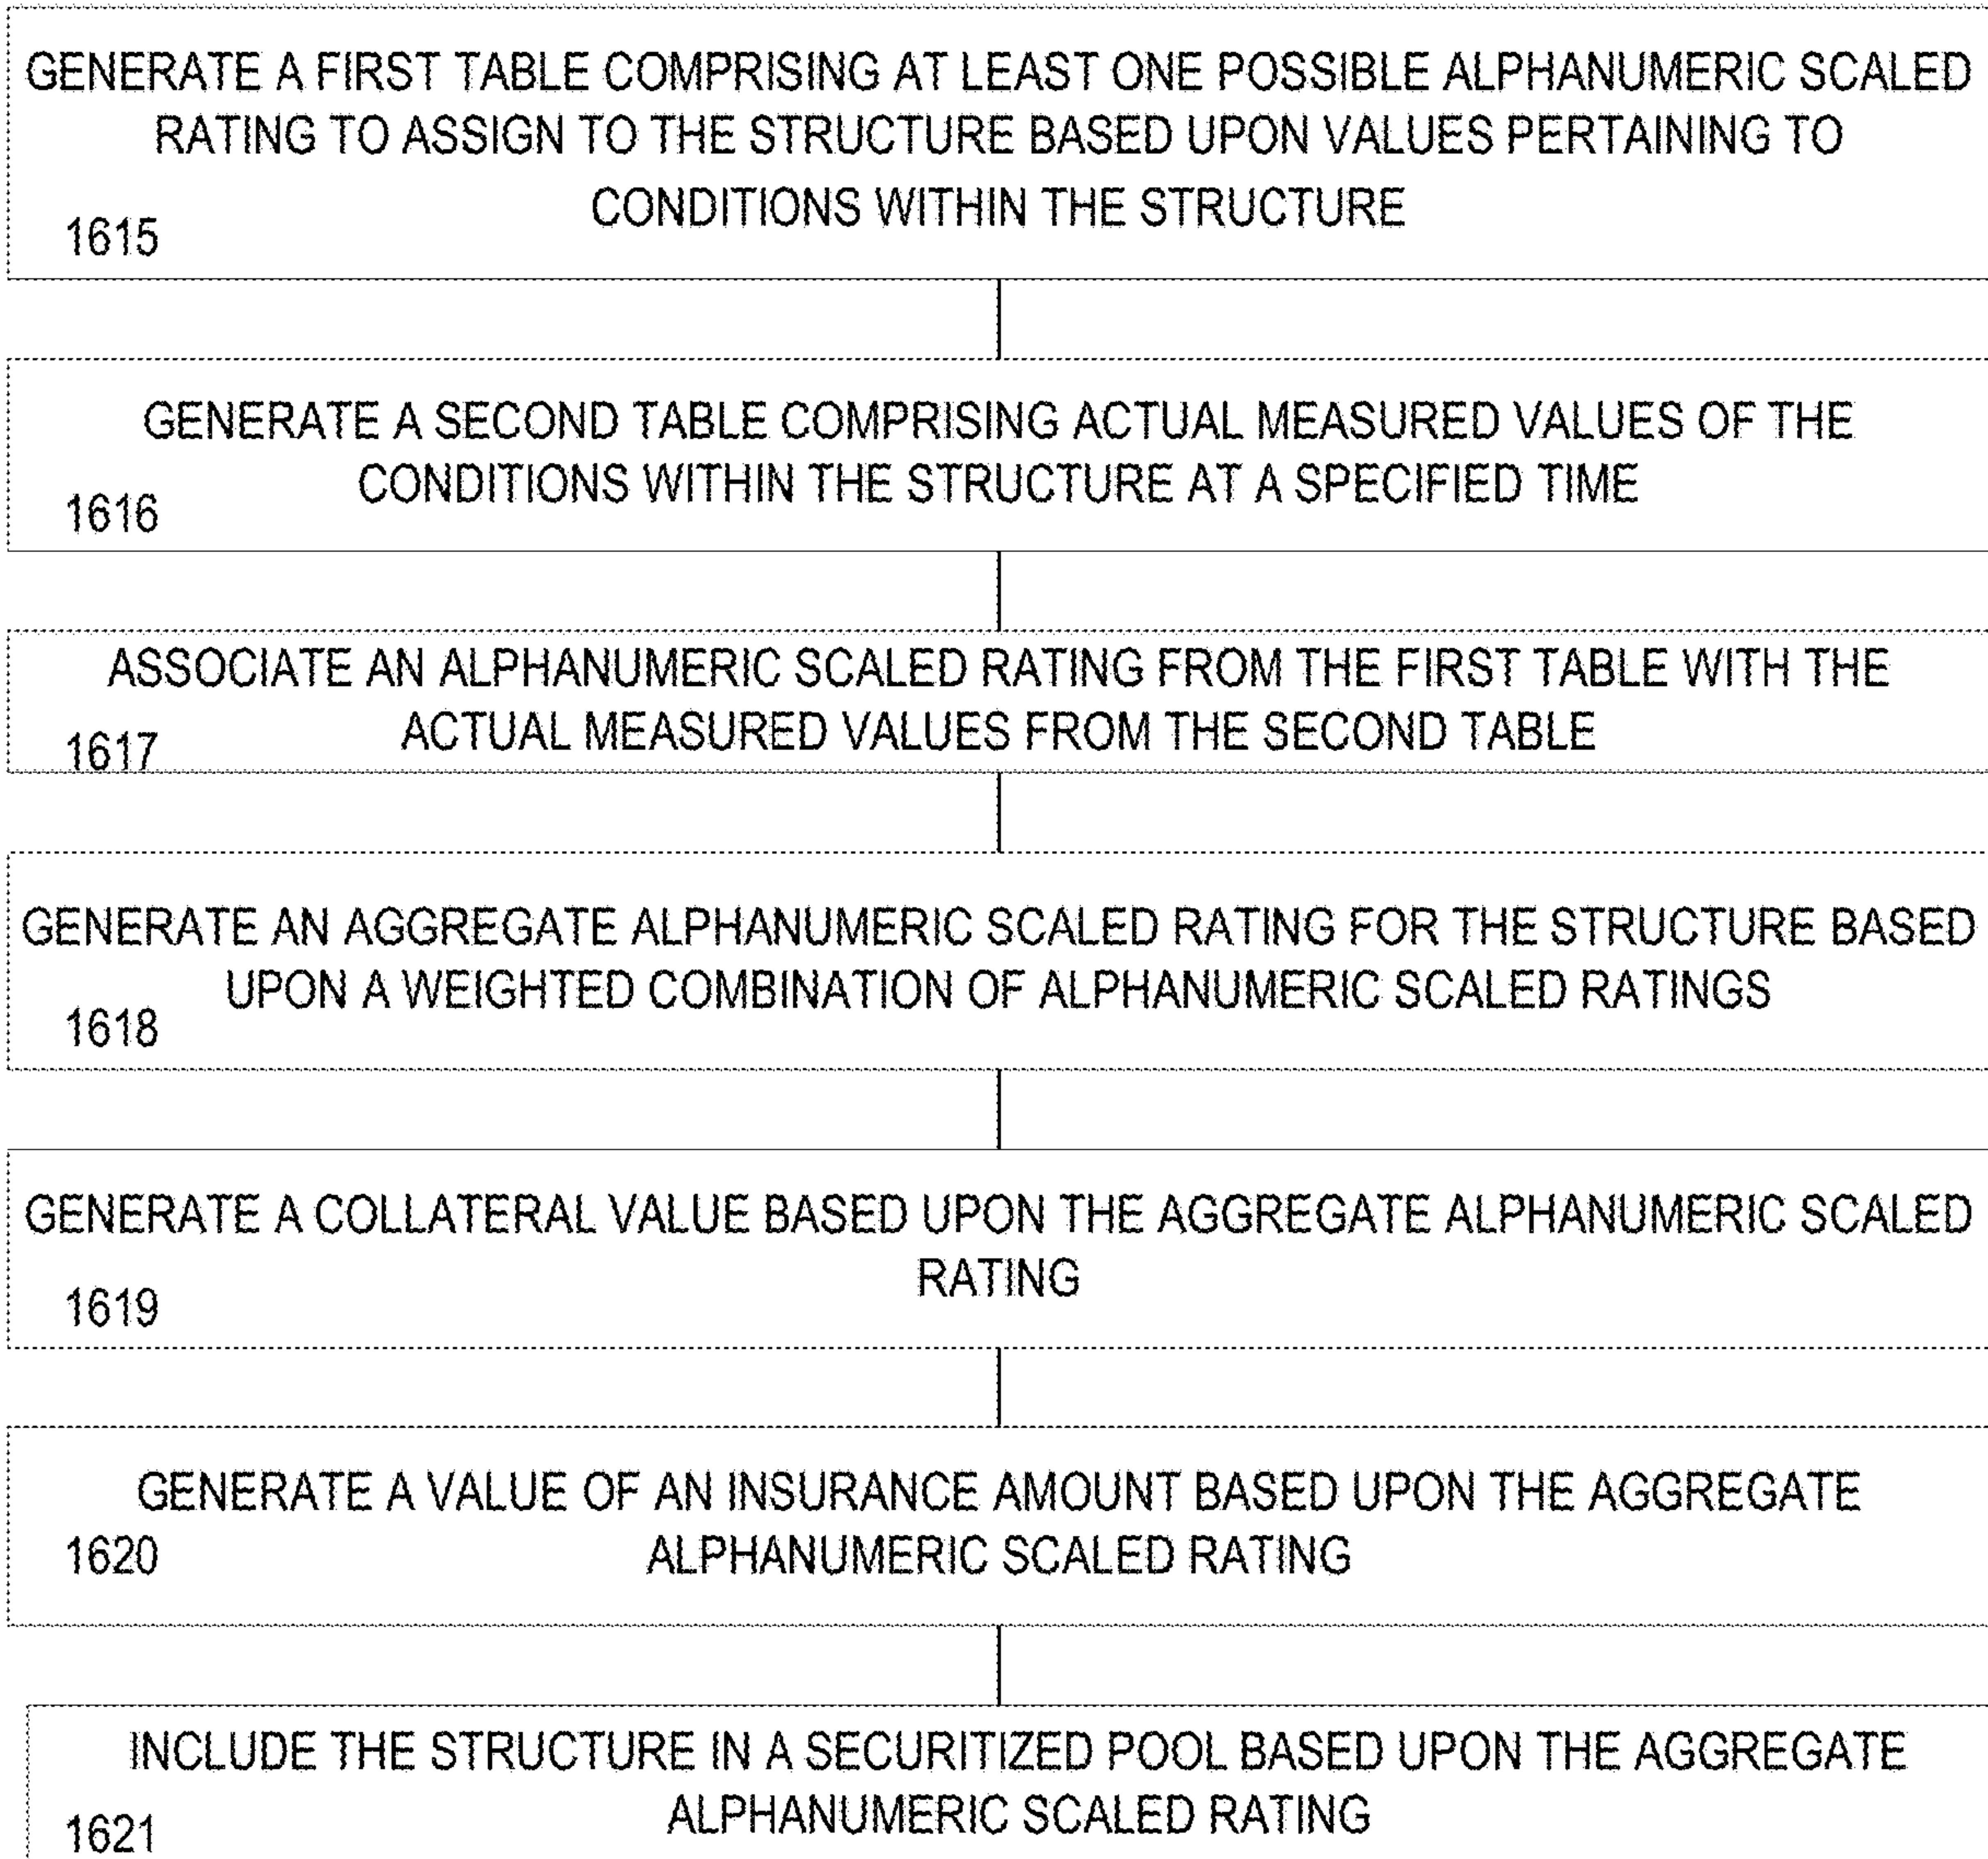 GENERATE A FIRST TABLE COMPRISING AT LEAST ONE POSSIBLE ALPHANUMERIC SCALED
RATING TO ASSIGN TO THE STRUCTURE BASED UPON VALUES PERTAINING TO
CONDITIONS WITHIN THE STRUCTURE
1615
GENERATE A SECOND TABLE COMPRISING ACTUAL MEASURED VALUES OF THE
CONDITIONS WITHIN THE STRUCTURE AT A SPECIFIED TIME
1616
ASSOCIATE AN ALPHANUMERIC SCALED RATING FROM THE FIRST TABLE WITH THE
ACTUAL MEASURED VALUES FROM THE SECOND TABLE
1617
GENERATE AN AGGREGATE ALPHANUMERIC SCALED RATING FOR THE STRUCTURE BASED
UPON A WEIGHTED COMBINATION OF ALPHANUMERIC SCALED RATINGS
1618
GENERATE A COLLATERAL VALUE BASED UPON THE AGGREGATE ALPHANUMERIC SCALED
RATING
1619
GENERATE A VALUE OF AN INSURANCE AMOUNT BASED UPON THE AGGREGATE
ALPHANUMERIC SCALED RATING
1620
INCLUDE THE STRUCTURE IN A SECURITIZED POOL BASED UPON THE AGGREGATE
ALPHANUMERIC SCALED RATING
1621